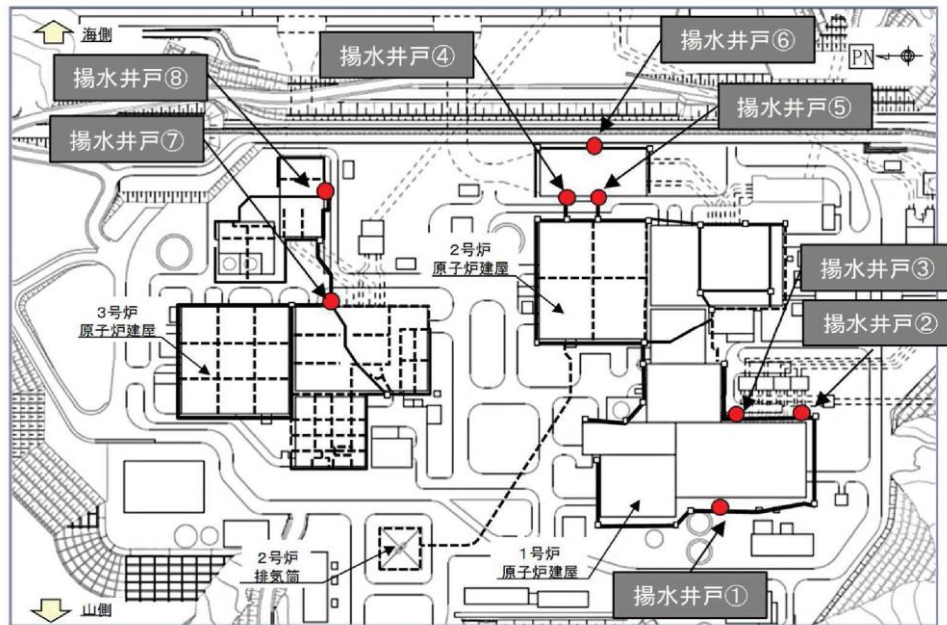 海側
揚水井戸④
揚水井戸⑥
PN
揚水井戸⑧
揚水井戸⑤
揚水井戸⑦
2号炉
原子炉建屋
揚水井戸③
3号炉
原子炉建屋
揚水井戸②
2号炉
排気筒
1号炉
原子炉建屋
揚水井戸①
山側